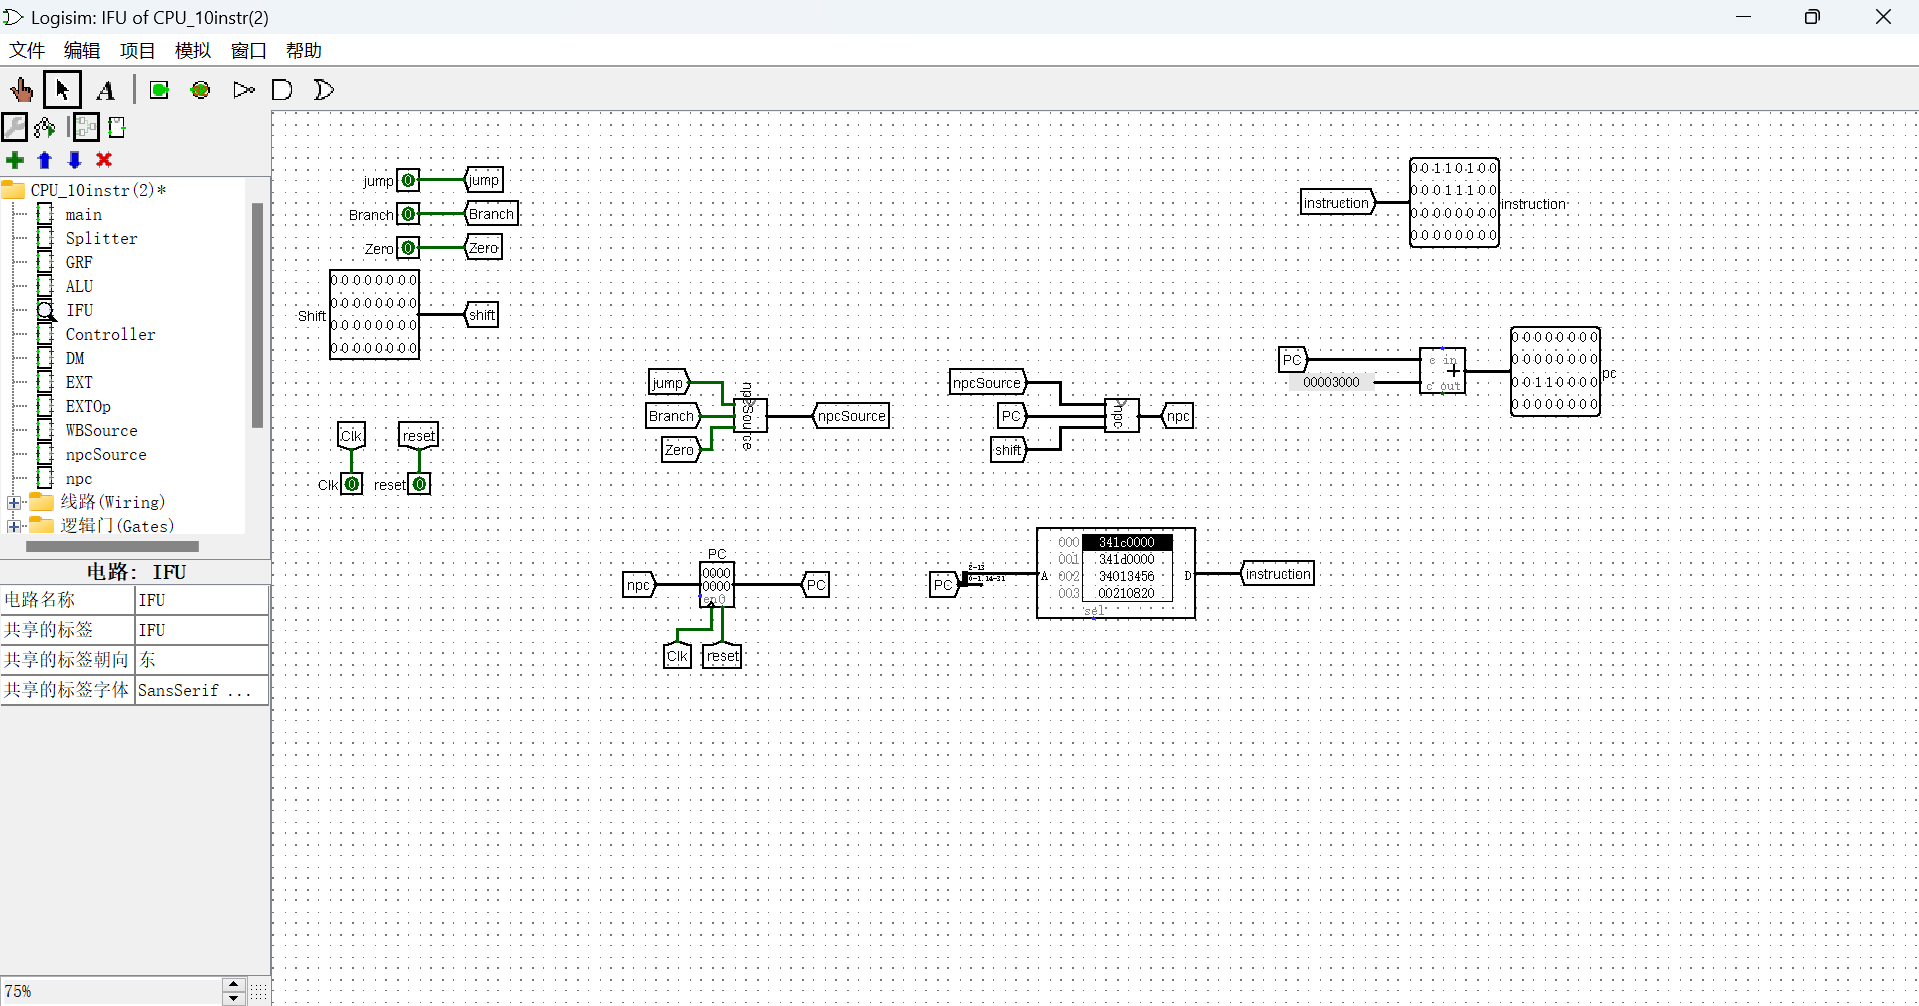 Logisim: IFU of CPU_10instr(2)
文件 编辑 项目 模拟 窗口 帮助
A
CPU_10instr(2)*
main
Splitter
GRF
ALU
IFU
Controller
DM
EXT
EXTOp
WBSource
npcSource
npc
线路(Wiring)
逻辑门(Gates)
电路: IFU
电路名称 IFU
共享的标签 IFU
共享的标签朝向 东
共享的标签字体 SansSerif ...
75%
jump 0 jump
Branch 0 Branch
Zero 0 Zero
Shift
00000000
00000000
00000000
00000000
shift
Clk reset
Clk 0 reset 0
jump
Branch
Zero
npcSource
npcSource
npcSource
PC
shift
npc
npc
instruction
00110100
00011100
00000000
00000000
instruction
PC
00003000
c in
+
c out
00000000
00000000
00110000
00000000
pc
PC
npc
0000
0000
en0
PC
Clk reset
PC
2-13
0-1,14-31
A
000 341c0000
001 341d0000
002 34013456
003 00210820
D
sel
instruction